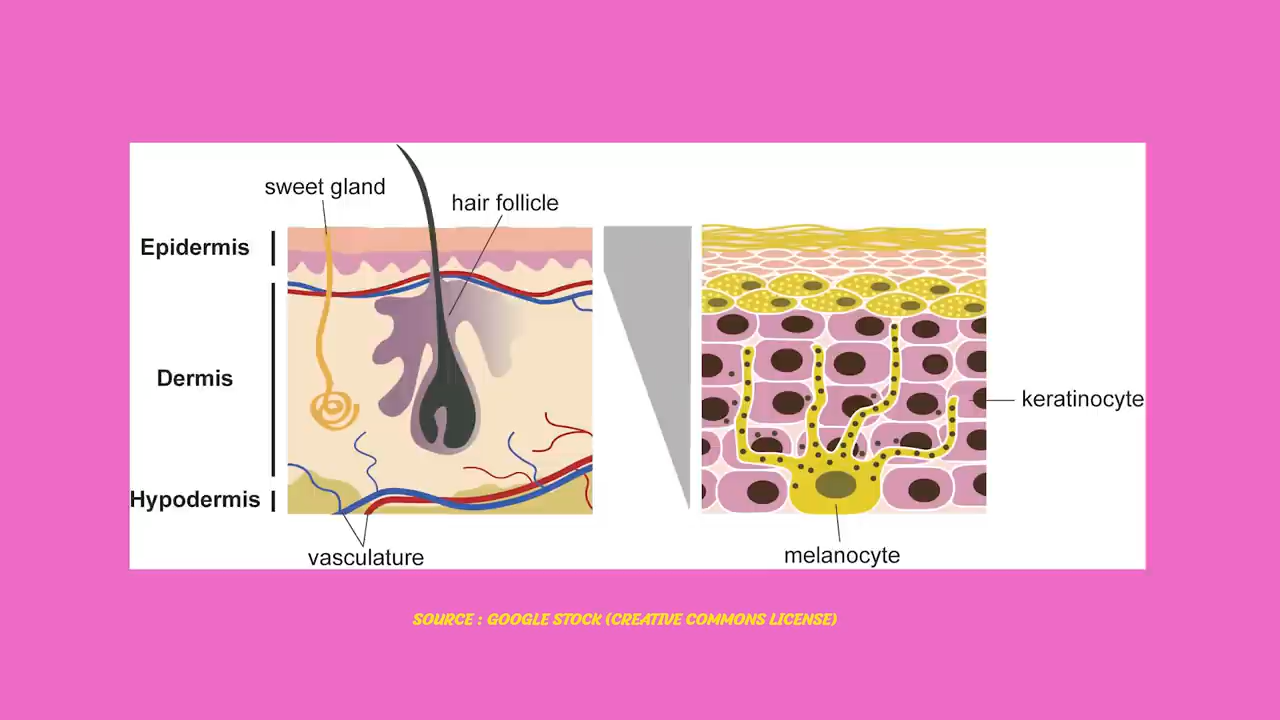 sweet gland
hair follicle
Epidermis
Dermis
Hypodermis
vasculature
keratinocyte
melanocyte
SOURCE : GOOGLE STOCK (CREATIVE COMMONS LICENSE)